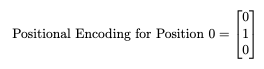 Positional Encoding for Position 0 = [0 1 0]